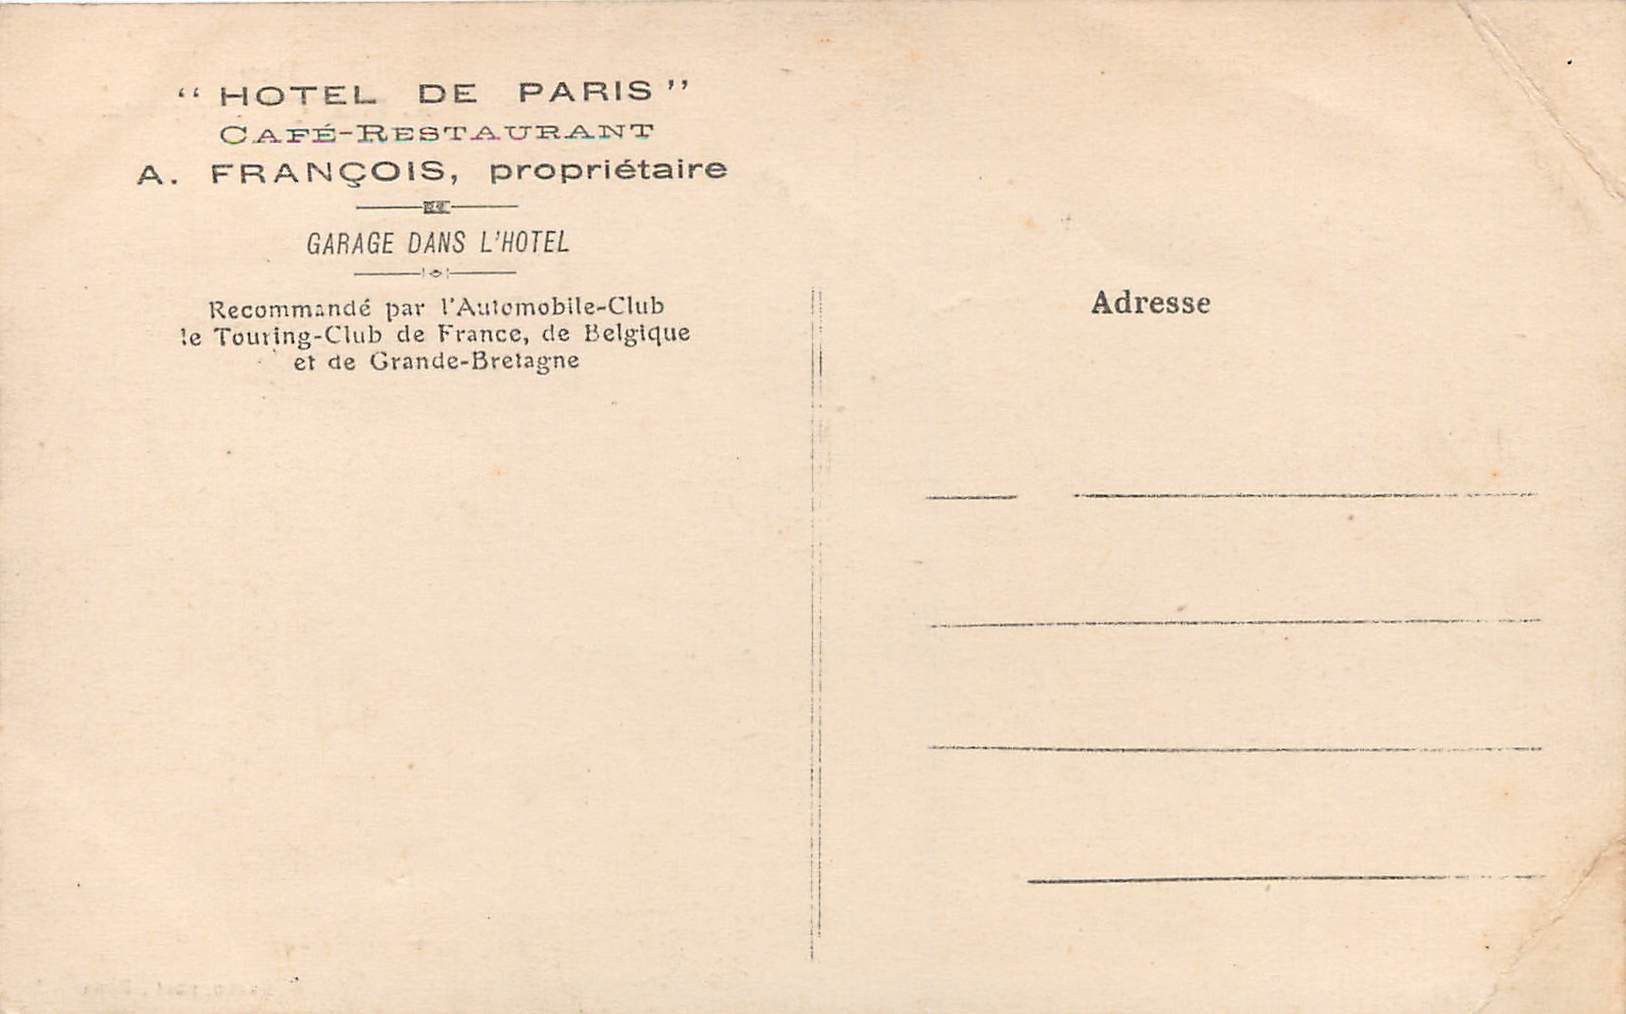 “ HOTEL DE PARIS ”
CAFÉ-RESTAURANT
A. FRANÇOIS, propriétaire
GARAGE DANS L'HOTEL
Recommandé par l'Automobile-Club
le Touring-Club de France, de Belgique
et de Grande-Bretagne
Adresse